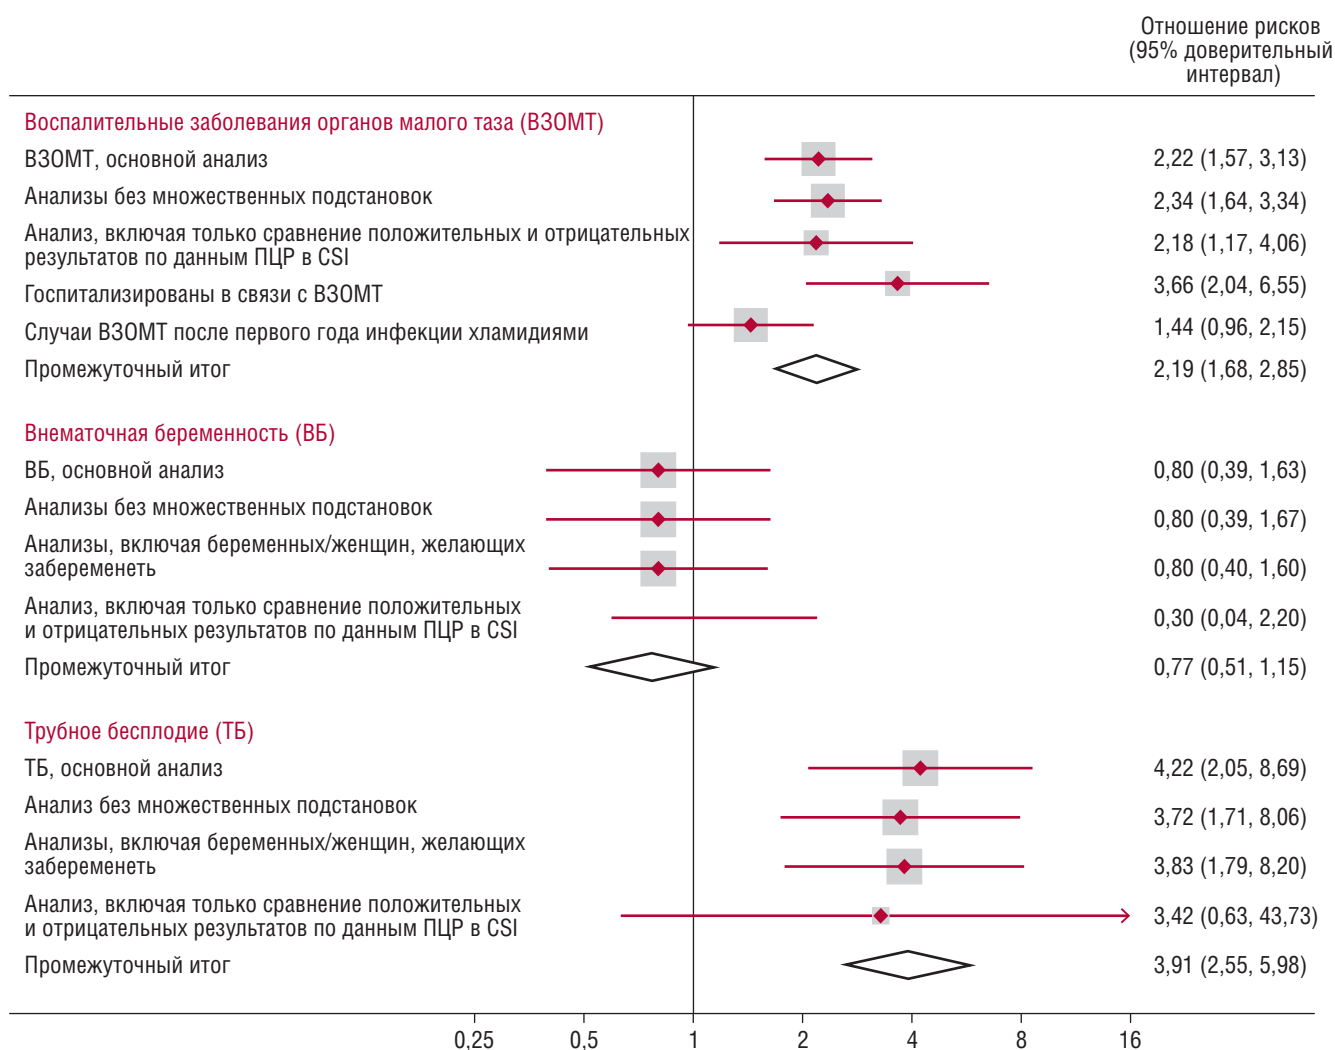 Отношение рисков
(95% доверительный
интервал)
Воспалительные заболевания органов малого таза (ВЗОМТ)
ВЗОМТ, основной анализ 2,22 (1,57, 3,13)
Анализы без множественных подстановок 2,34 (1,64, 3,34)
Анализ, включая только сравнение положительных и отрицательных
результатов по данным ПЦР в CSI 2,18 (1,17, 4,06)
Госпитализированы в связи с ВЗОМТ 3,66 (2,04, 6,55)
Случаи ВЗОМТ после первого года инфекции хламидиями 1,44 (0,96, 2,15)
Промежуточный итог 2,19 (1,68, 2,85)
Внематочная беременность (ВБ)
ВБ, основной анализ 0,80 (0,39, 1,63)
Анализы без множественных подстановок 0,80 (0,39, 1,67)
Анализы, включая беременных/женщин, желающих
забеременеть 0,80 (0,40, 1,60)
Анализ, включая только сравнение положительных
и отрицательных результатов по данным ПЦР в CSI 0,30 (0,04, 2,20)
Промежуточный итог 0,77 (0,51, 1,15)
Трубное бесплодие (ТБ)
ТБ, основной анализ 4,22 (2,05, 8,69)
Анализ без множественных подстановок 3,72 (1,71, 8,06)
Анализы, включая беременных/женщин, желающих
забеременеть 3,83 (1,79, 8,20)
Анализ, включая только сравнение положительных
и отрицательных результатов по данным ПЦР в CSI 3,42 (0,63, 43,73)
Промежуточный итог 3,91 (2,55, 5,98)
0,25 0,5 1 2 4 8 16